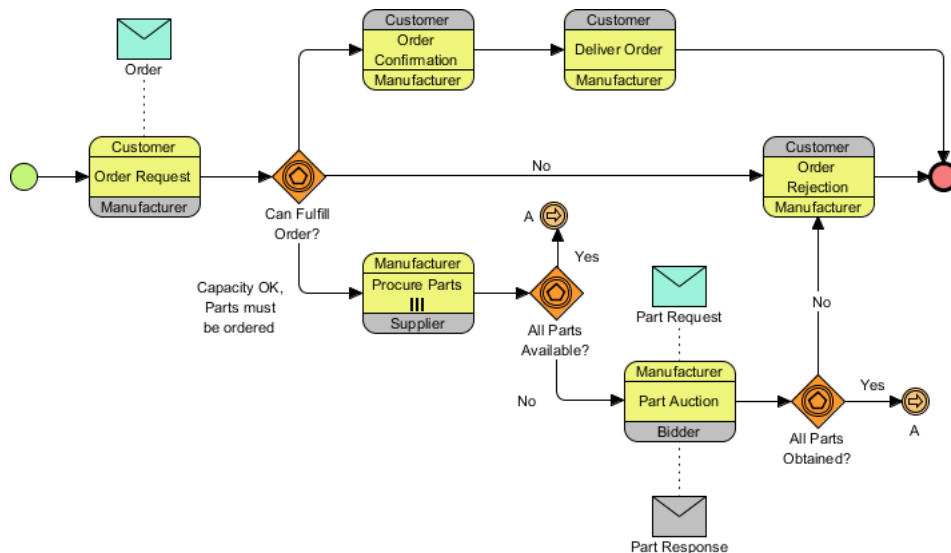 Customer
Customer
Order
Confirmation
Deliver Order
Manufacturer
Manufacturer
Order
Customer
Order Request
Manufacturer
Can Fulfill
Order?
No
Customer
Order
Rejection
Manufacturer
A
Yes
Capacity OK,
Parts must
be ordered
Manufacturer
Procure Parts
Supplier
All Parts
Available?
No
Part Request
Manufacturer
Part Auction
Bidder
No
Yes
A
All Parts
Obtained?
Part Response